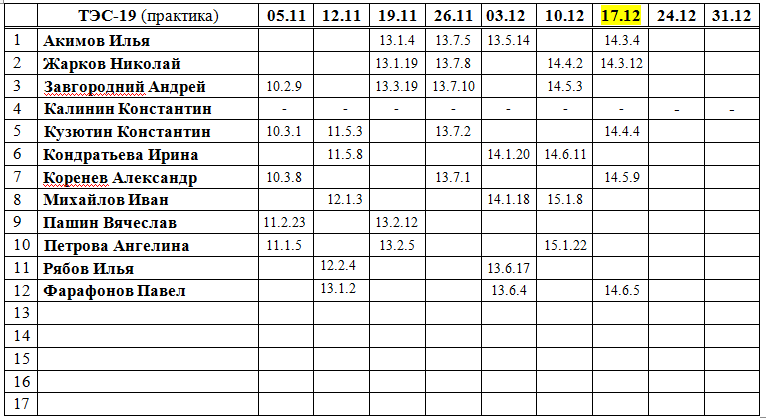 ТЭС-19 (практика) 05.11 12.11 19.11 26.11 03.12 10.12 17.12 24.12 31.12
1 Акимов Илья 13.1.4 13.7.5 13.5.14 14.3.4
2 Жарков Николай 13.1.19 13.7.8 14.4.2 14.3.12
3 Завгородний Андрей 10.2.9 13.3.19 13.7.10 14.5.3
4 Калинин Константин - - - - - - - - -
5 Кузютин Константин 10.3.1 11.5.3 13.7.2 14.4.4
6 Кондратьева Ирина 11.5.8 14.1.20 14.6.11
7 Коренев Александр 10.3.8 13.7.1 14.5.9
8 Михайлов Иван 12.1.3 14.1.18 15.1.8
9 Пашин Вячеслав 11.2.23 13.2.12
10 Петрова Ангелина 11.1.5 13.2.5 15.1.22
11 Рябов Илья 12.2.4 13.6.17
12 Фарафонов Павел 13.1.2 13.6.4 14.6.5
13
14
15
16
17